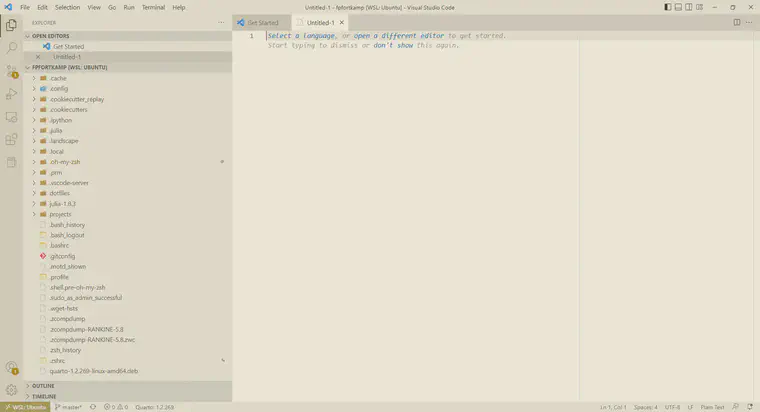 File Edit Selection View Go Run Terminal Help
Untitled-1 - fpfortkamp [WSL: Ubuntu] - Visual Studio Code
EXPLORER
OPEN EDITORS
Get Started
Untitled-1
FPFORTKAMP [WSL: UBUNTU]
.cache
.config
.cookiecutter_replay
.cookiecutters
.ipython
.julia
.landscape
.local
.oh-my-zsh
.vscode-server
dotfiles
julia-1.8.3
projects
.bash_history
.bash_logout
.bashrc
.gitconfig
.motd_shown
.profile
.shell.pre-oh-my-zsh
.sudo_as_admin_successful
.wget-hsts
.zcompdump
.zcompdump-RANKINE-5.8
.zcompdump-RANKINE-5.8.zwc
.zsh_history
.zshrc
quarto-1.2.269-linux-amd64.deb
OUTLINE
TIMELINE
Get Started
Untitled-1
1 Select a language, or open a different editor to get started.
Start typing to dismiss or don't show this again.
WSL: Ubuntu master* 0 0 Quarto: 1.2.269
Ln 1, Col 1 Spaces: 4 UTF-8 LF Plain Text